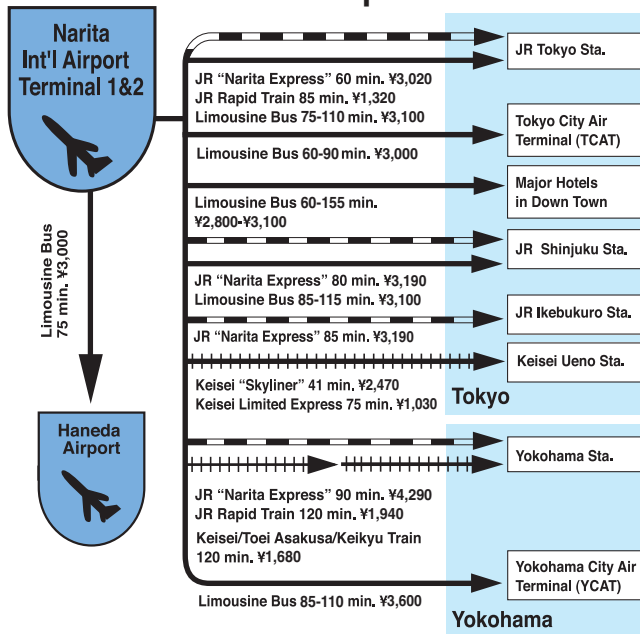 Narita
Int'l Airport
Terminal 1&2
JR Tokyo Sta.
JR “Narita Express” 60 min. ¥3,020
JR Rapid Train 85 min. ¥1,320
Limousine Bus 75-110 min. ¥3,100
Tokyo City Air
Terminal (TCAT)
Limousine Bus 60-90 min. ¥3,000
Major Hotels
in Down Town
Limousine Bus 60-155 min.
¥2,800-¥3,100
Limousine Bus
75 min. ¥3,000
JR Shinjuku Sta.
JR “Narita Express” 80 min. ¥3,190
Limousine Bus 85-115 min. ¥3,100
JR Ikebukuro Sta.
JR “Narita Express” 85 min. ¥3,190
Keisei Ueno Sta.
Keisei “Skyliner” 41 min. ¥2,470
Keisei Limited Express 75 min. ¥1,030
Tokyo
Haneda
Airport
Yokohama Sta.
JR “Narita Express” 90 min. ¥4,290
JR Rapid Train 120 min. ¥1,940
Keisei/Toei Asakusa/Keikyu Train
120 min. ¥1,680
Yokohama City Air
Terminal (YCAT)
Limousine Bus 85-110 min. ¥3,600
Yokohama